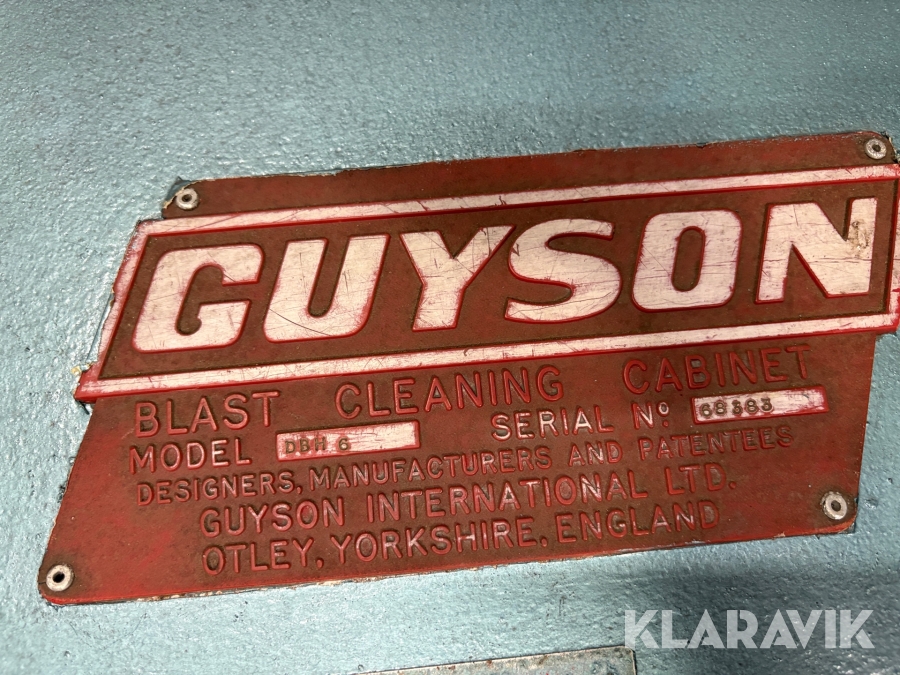 GUYSON
BLAST CLEANING CABINET
MODEL DBH 6 SERIAL Nº 68383
DESIGNERS, MANUFACTURERS AND PATENTEES
GUYSON INTERNATIONAL LTD.
OTLEY, YORKSHIRE, ENGLAND
KLARAVIK